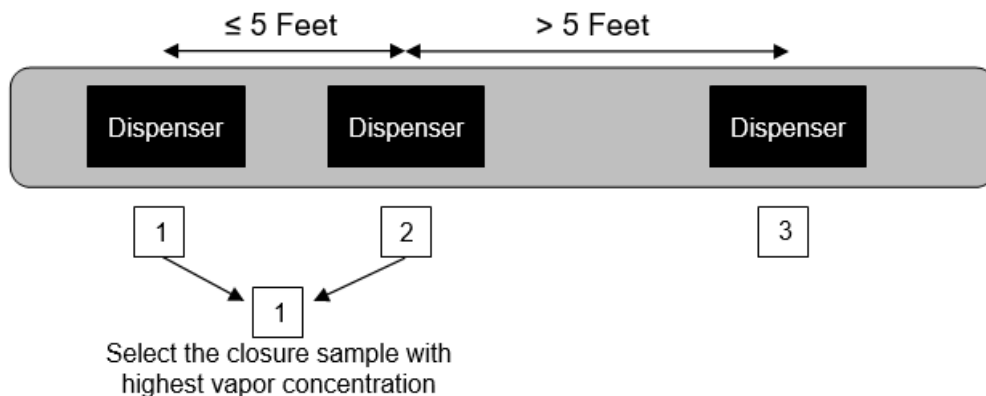 ≤ 5 Feet
> 5 Feet
Dispenser
Dispenser
Dispenser
1
2
3
1
Select the closure sample with
highest vapor concentration